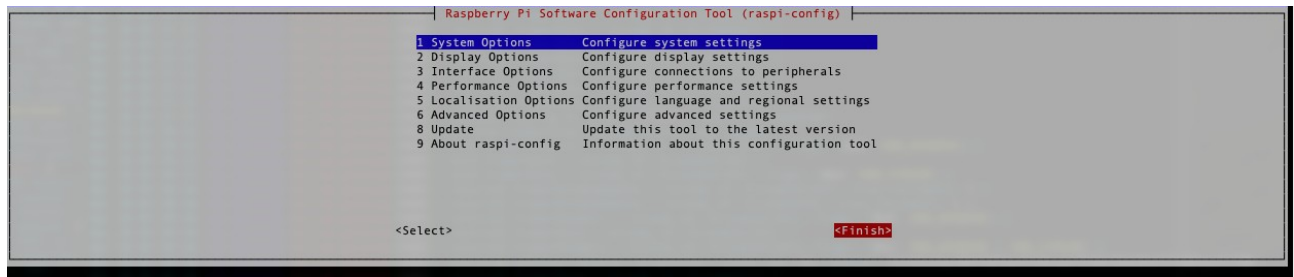 Raspberry Pi Software Configuration Tool (raspi-config)
1 System Options Configure system settings
2 Display Options Configure display settings
3 Interface Options Configure connections to peripherals
4 Performance Options Configure performance settings
5 Localisation Options Configure language and regional settings
6 Advanced Options Configure advanced settings
8 Update Update this tool to the latest version
9 About raspi-config Information about this configuration tool
<Select> <Finish>